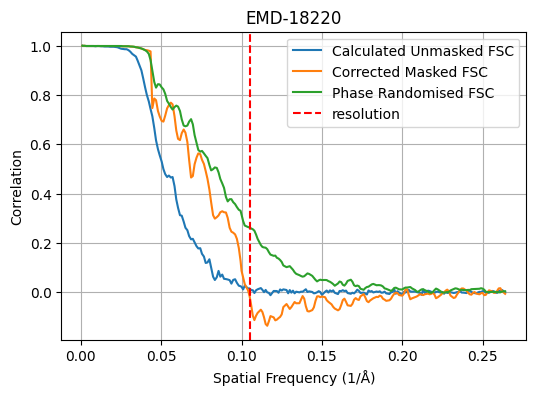 EMD-18220
Calculated Unmasked FSC
Corrected Masked FSC
Phase Randomised FSC
resolution
Correlation
1.0
0.8
0.6
0.4
0.2
0.0
0.00 0.05 0.10 0.15 0.20 0.25
Spatial Frequency (1/Å)